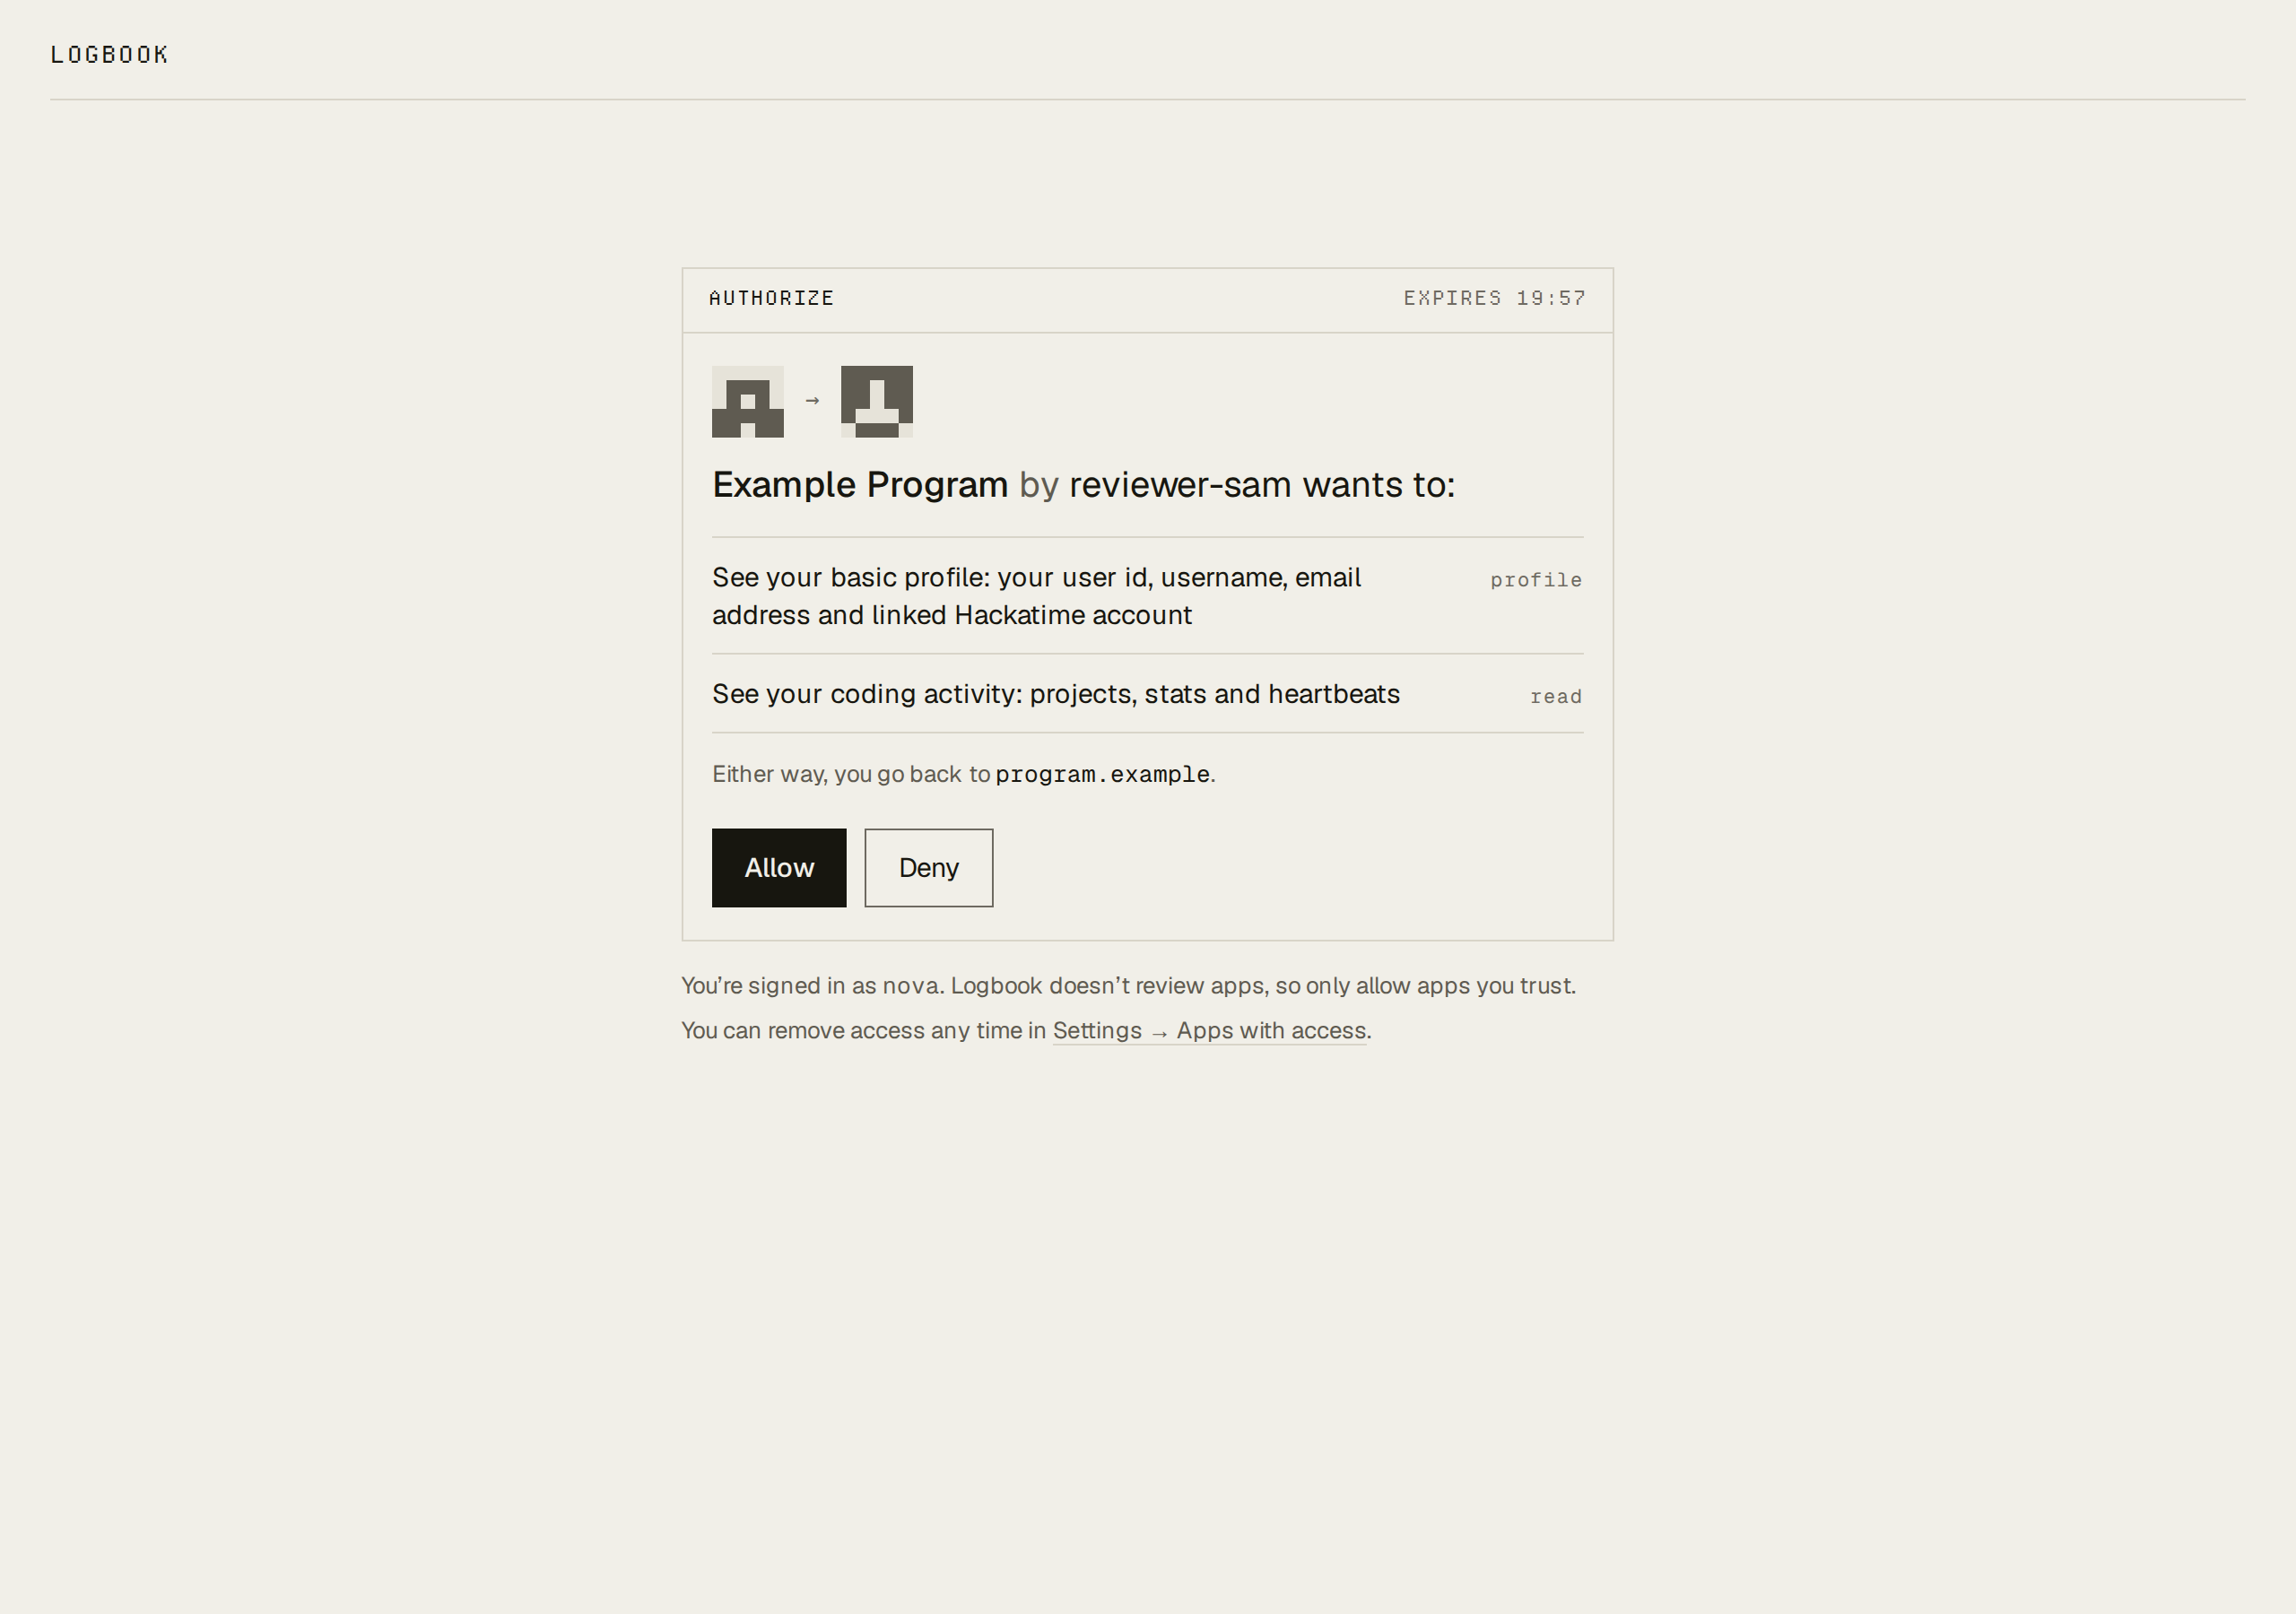 LOGBOOK
AUTHORIZE EXPIRES 19:57
→
Example Program by reviewer-sam wants to:
See your basic profile: your user id, username, email profile
address and linked Hackatime account
See your coding activity: projects, stats and heartbeats read
Either way, you go back to program.example.
Allow Deny
You’re signed in as nova. Logbook doesn’t review apps, so only allow apps you trust.
You can remove access any time in Settings → Apps with access.